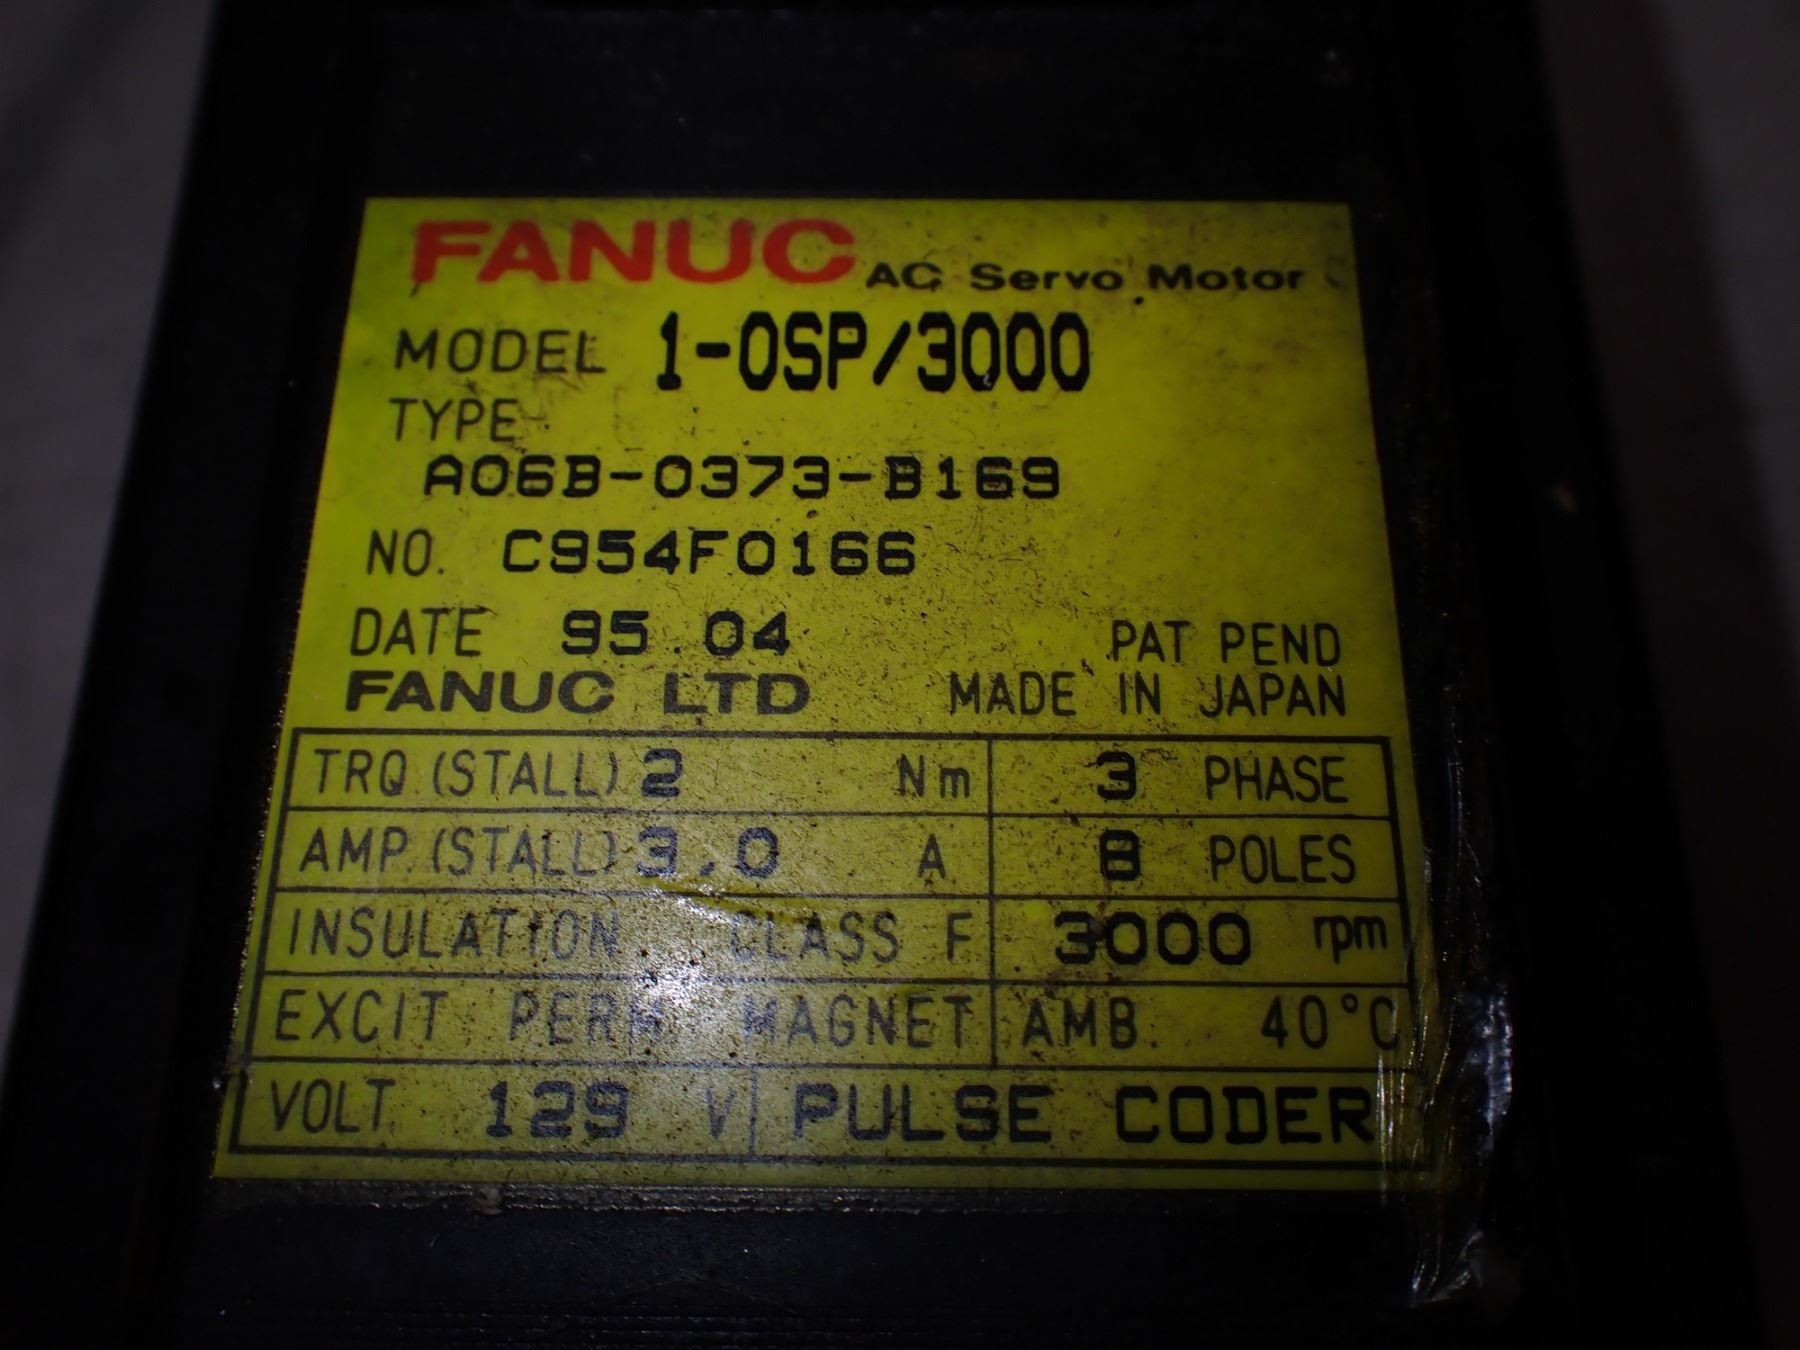 FANUC AC Servo Motor
MODEL 1-0SP/3000
TYPE
A06B-0373-B169
NO. C954F0166
DATE 95.04 PAT PEND
FANUC LTD MADE IN JAPAN
TRQ.(STALL) 2 Nm 3 PHASE
AMP.(STALL) 3.0 A 8 POLES
INSULATION CLASS F 3000 rpm
EXCIT PERM MAGNET AMB. 40°C
VOLT. 129 V PULSE CODER